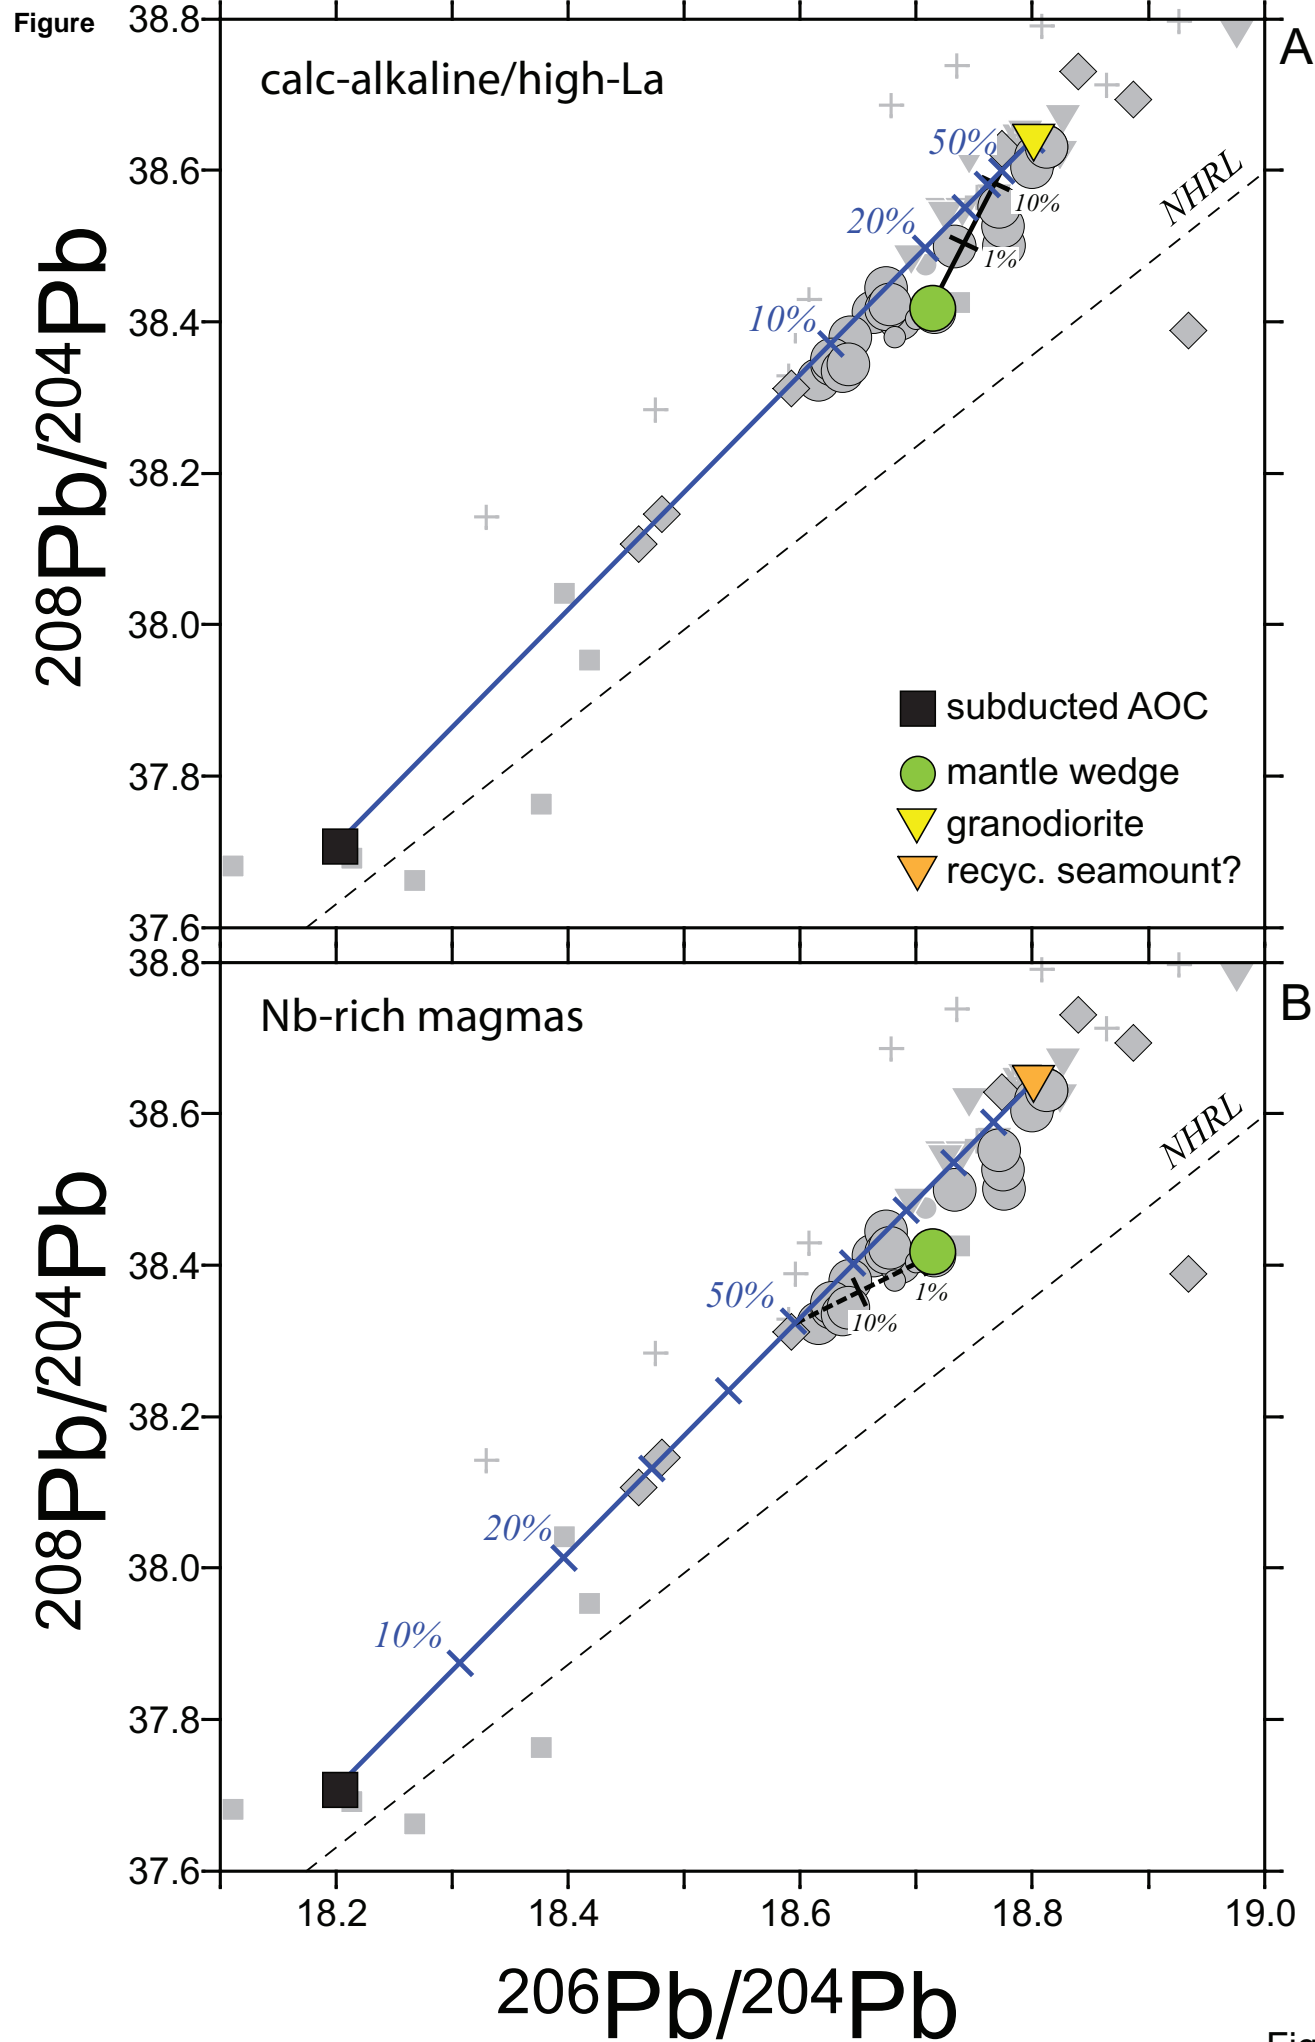 Figure
38.8
A
calc-alkaline/high-La
50%
38.6
NHRL
10%
20%
1%
38.4
10%
38.2
208Pb/204Pb
38.0
subducted AOC
37.8
mantle wedge
granodiorite
recyc. seamount?
37.6
38.8
B
Nb-rich magmas
38.6
NHRL
38.4
50%
1%
10%
38.2
208Pb/204Pb
20%
38.0
10%
37.8
37.6
18.2 18.4 18.6 18.8 19.0
206Pb/204Pb